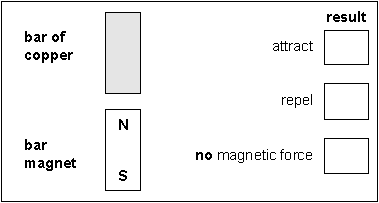 result
bar of
copper
attract
repel
N
bar
magnet
no magnetic force
S